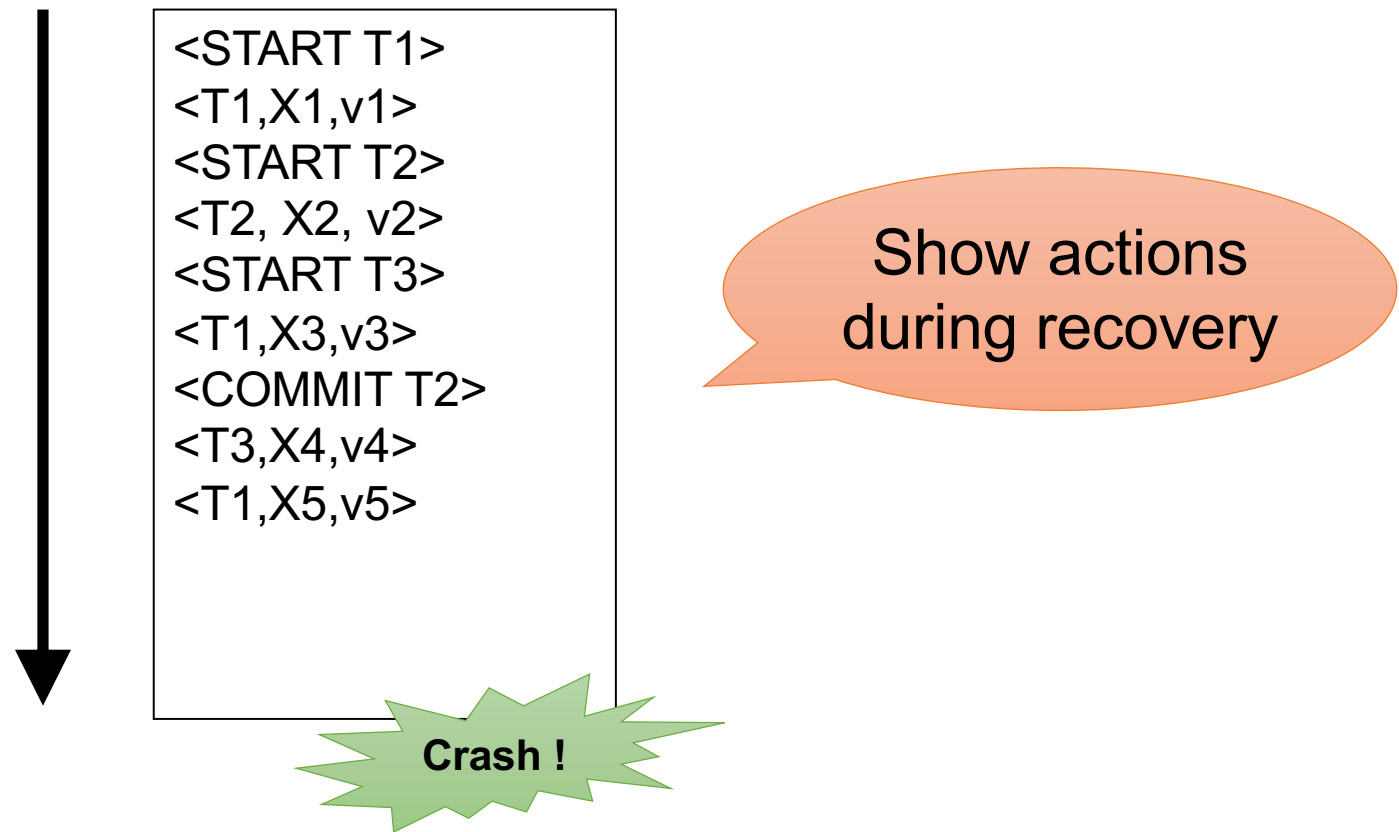 <START T1>
<T1,X1,v1>
<START T2>
<T2, X2, v2>
<START T3>
<T1,X3,v3>
<COMMIT T2>
<T3,X4,v4>
<T1,X5,v5>
Show actions
during recovery
Crash !